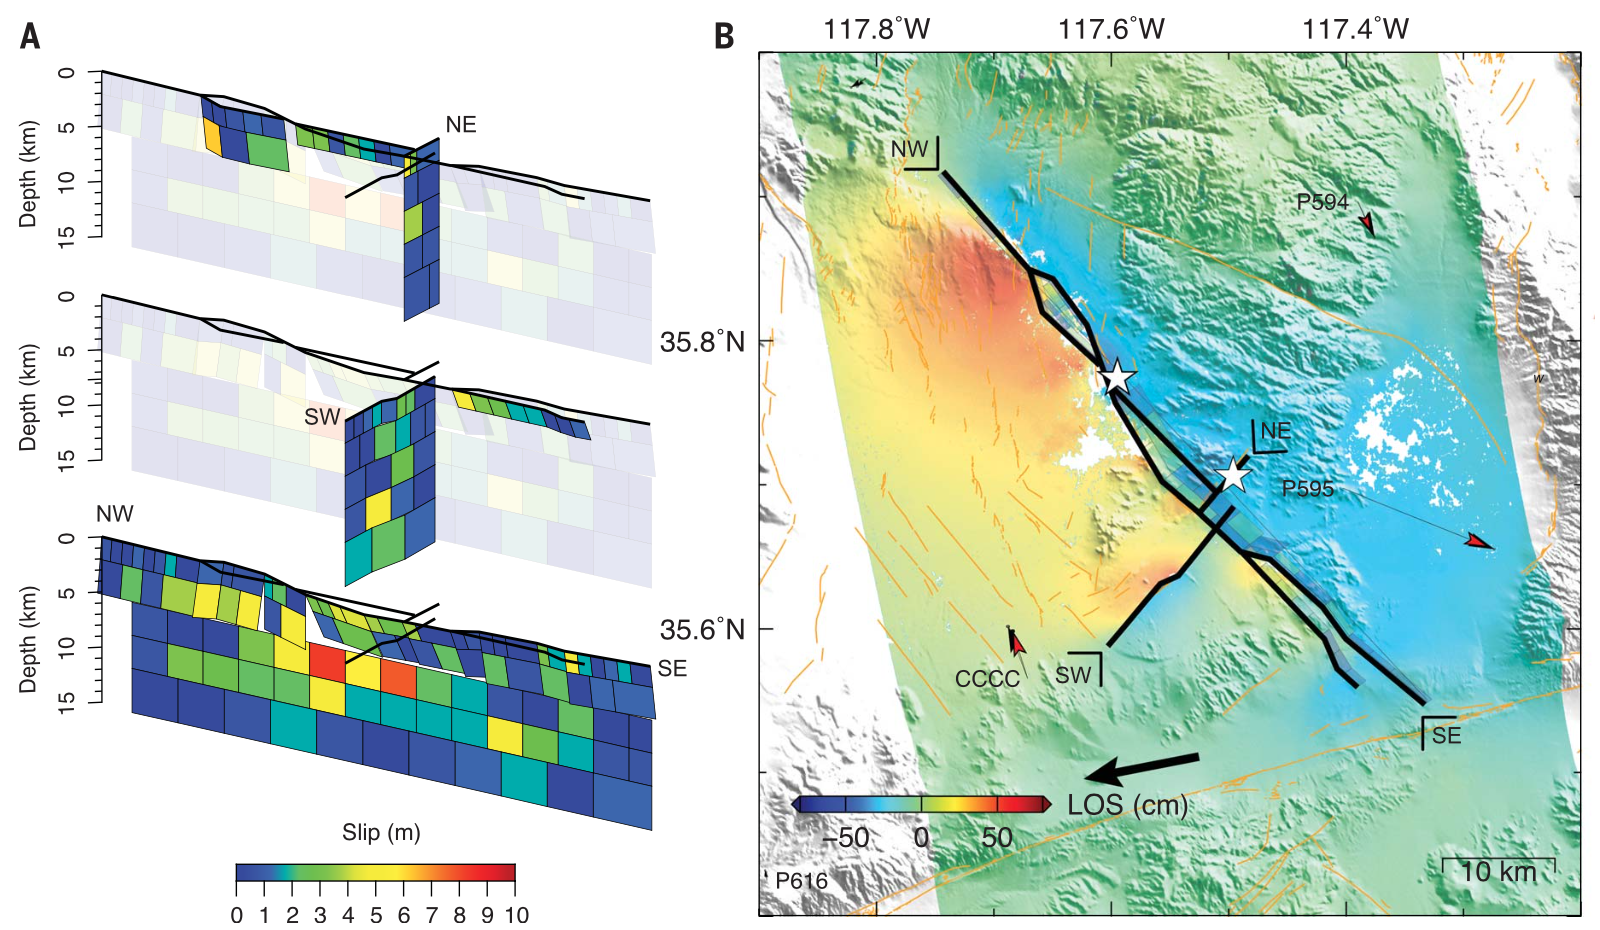 A
0
5
10
15
Depth (km)
NE
0
5
10
15
Depth (km)
SW
NW
0
5
10
15
Depth (km)
SE
Slip (m)
0 1 2 3 4 5 6 7 8 9 10
B
117.8°W 117.6°W 117.4°W
35.8°N
35.6°N
NW
P594
NE
P595
CCCC
SW
SE
LOS (cm)
−50 0 50
P616
10 km